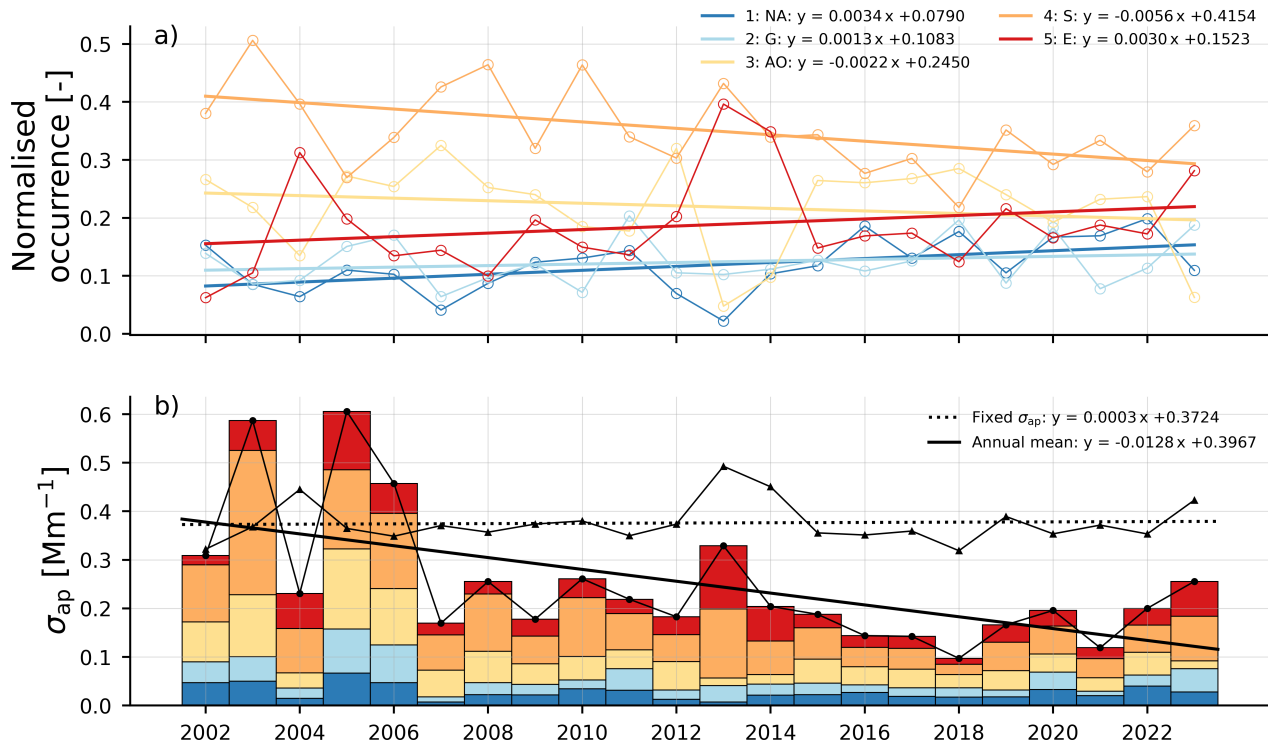 a)
1: NA: y = 0.0034 x +0.0790
2: G: y = 0.0013 x +0.1083
3: AO: y = -0.0022 x +0.2450
4: S: y = -0.0056 x +0.4154
5: E: y = 0.0030 x +0.1523
Normalised
occurrence [-]
0.5
0.4
0.3
0.2
0.1
0.0
b)
Fixed σap: y = 0.0003 x +0.3724
Annual mean: y = -0.0128 x +0.3967
σap [Mm−1]
0.6
0.5
0.4
0.3
0.2
0.1
0.0
2002 2004 2006 2008 2010 2012 2014 2016 2018 2020 2022